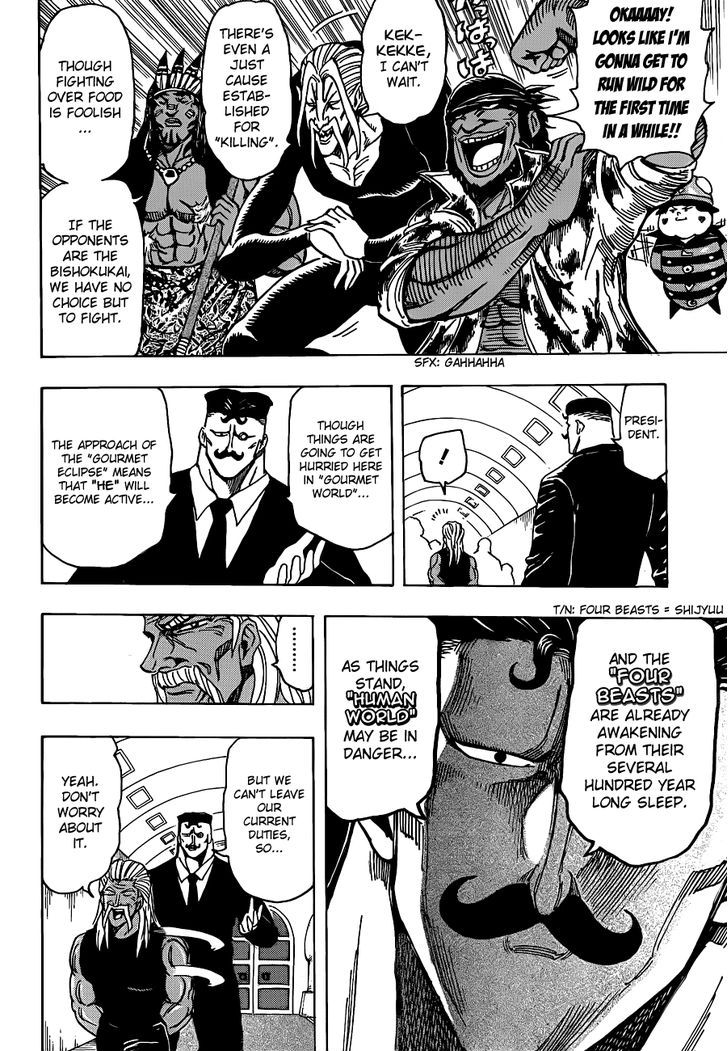 OKAAAAY!
LOOKS LIKE I'M
GONNA GET TO
RUN WILD FOR
THE FIRST TIME
IN A WHILE!!
KEK-
KEKKE,
I CAN'T
WAIT.
THERE'S
EVEN A
JUST
CAUSE
ESTAB-
LISHED
FOR
"KILLING".
THOUGH
FIGHTING
OVER FOOD
IS FOOLISH
...
IF THE
OPPONENTS
ARE THE
BISHOKUKAI,
WE HAVE NO
CHOICE BUT
TO FIGHT.
SFX: GAHHAHHA
PRESI-
DENT.
!
THOUGH
THINGS ARE
GOING TO GET
HURRIED HERE
IN "GOURMET
WORLD"...
THE APPROACH OF
THE "GOURMET
ECLIPSE" MEANS
THAT "HE" WILL
BECOME ACTIVE...
T/N: FOUR BEASTS = SHIJYUU
AND THE
"FOUR
BEASTS"
ARE ALREADY
AWAKENING
FROM THEIR
SEVERAL
HUNDRED YEAR
LONG SLEEP.
AS THINGS
STAND,
"HUMAN
WORLD"
MAY BE IN
DANGER...
.........
BUT WE
CAN'T LEAVE
OUR
CURRENT
DUTIES,
SO...
YEAH.
DON'T
WORRY
ABOUT
IT.